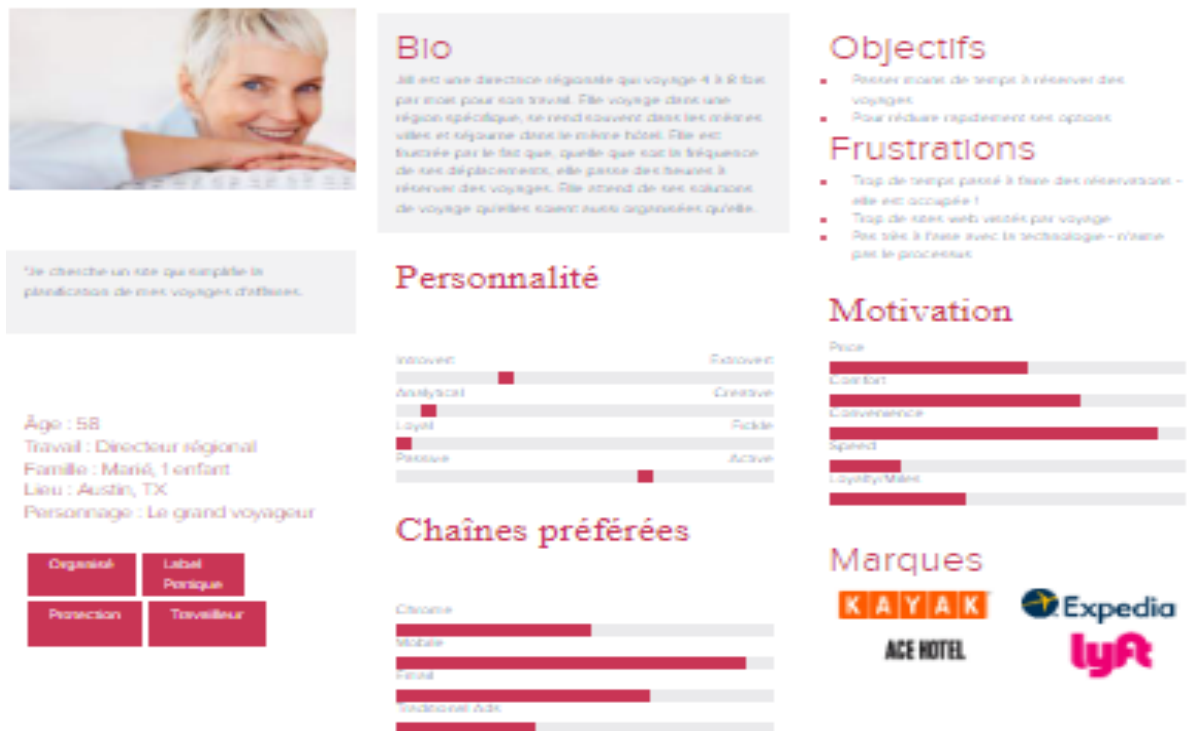 "Je cherche un site qui simplifie la
planification de mes voyages d'affaires.
Âge : 58
Travail : Directeur régional
Famille : Marié, 1 enfant
Lieu : Austin, TX
Personnage : Le grand voyageur
Organisé
Label
Pratique
Protection
Travailleur
Bio
Jill est une directrice régionale qui voyage 4 à 8 fois
par mois pour son travail. Elle voyage dans une
région spécifique, se rend souvent dans les mêmes
villes et séjourne dans le même hôtel. Elle est
frustrée par le fait que, quelle que soit la fréquence
de ses déplacements, elle passe des heures à
réserver des voyages. Elle attend de ses solutions
de voyage qu'elles soient aussi organisées qu'elle.
Personnalité
Introvert Extrovert
Analytical Creative
Loyal Fickle
Passive Active
Chaînes préférées
Chrome
Mobile
Email
Traditional Ads
Objectifs
Passer moins de temps à réserver des
voyages
Pour réduire rapidement ses options
Frustrations
Trop de temps passé à faire des réservations -
elle est occupée !
Trop de sites web visités par voyage
Pas très à l'aise avec la technologie - n'aime
pas le processus
Motivation
Price
Comfort
Convenience
Speed
Loyalty/Miles
Marques
KAYAK
Expedia
ACE HOTEL
lyft